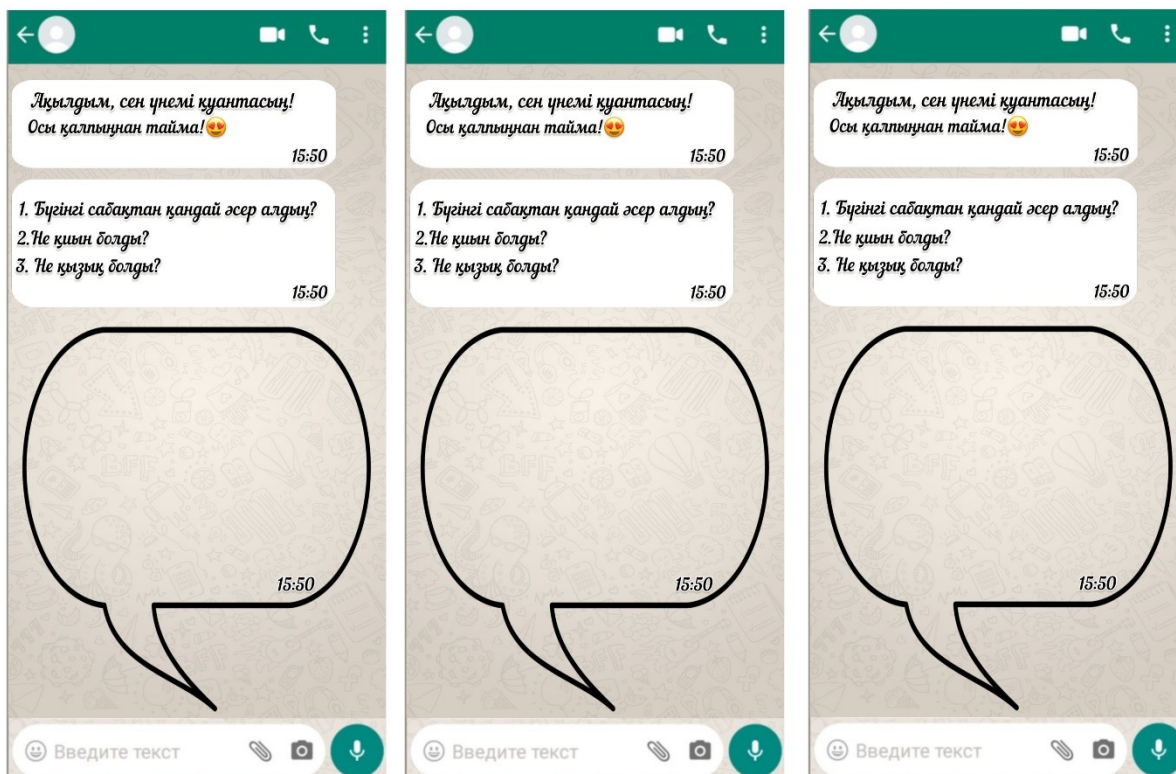 Ақылдым, сен үнемі қуантасың!
Осы қалпыңнан тайма!😍
15:50
1. Бүгінгі сабақтан қандай әсер алдың?
2.Не қиын болды?
3. Не қызық болды?
15:50
15:50
Введите текст
Ақылдым, сен үнемі қуантасың!
Осы қалпыңнан тайма!😍
15:50
1. Бүгінгі сабақтан қандай әсер алдың?
2.Не қиын болды?
3. Не қызық болды?
15:50
15:50
Введите текст
Ақылдым, сен үнемі қуантасың!
Осы қалпыңнан тайма!😍
15:50
1. Бүгінгі сабақтан қандай әсер алдың?
2.Не қиын болды?
3. Не қызық болды?
15:50
15:50
Введите текст